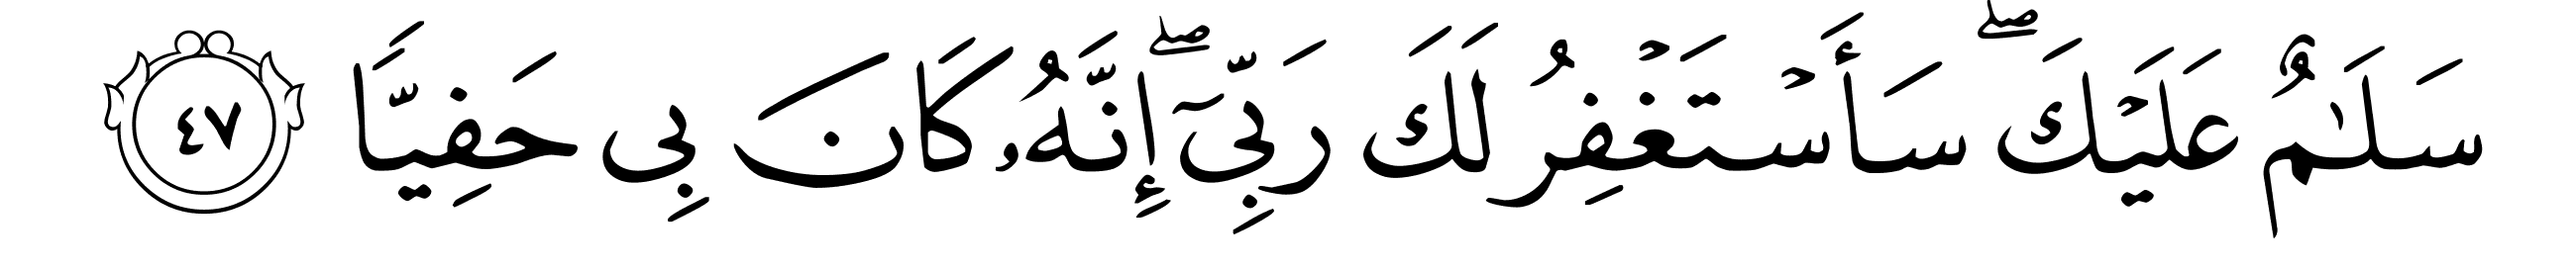 سَلَٰمٌ عَلَيۡكَۖ سَأَسۡتَغۡفِرُ لَكَ رَبِّيٓۖ إِنَّهُۥ كَانَ بِي حَفِيّٗا ٤٧